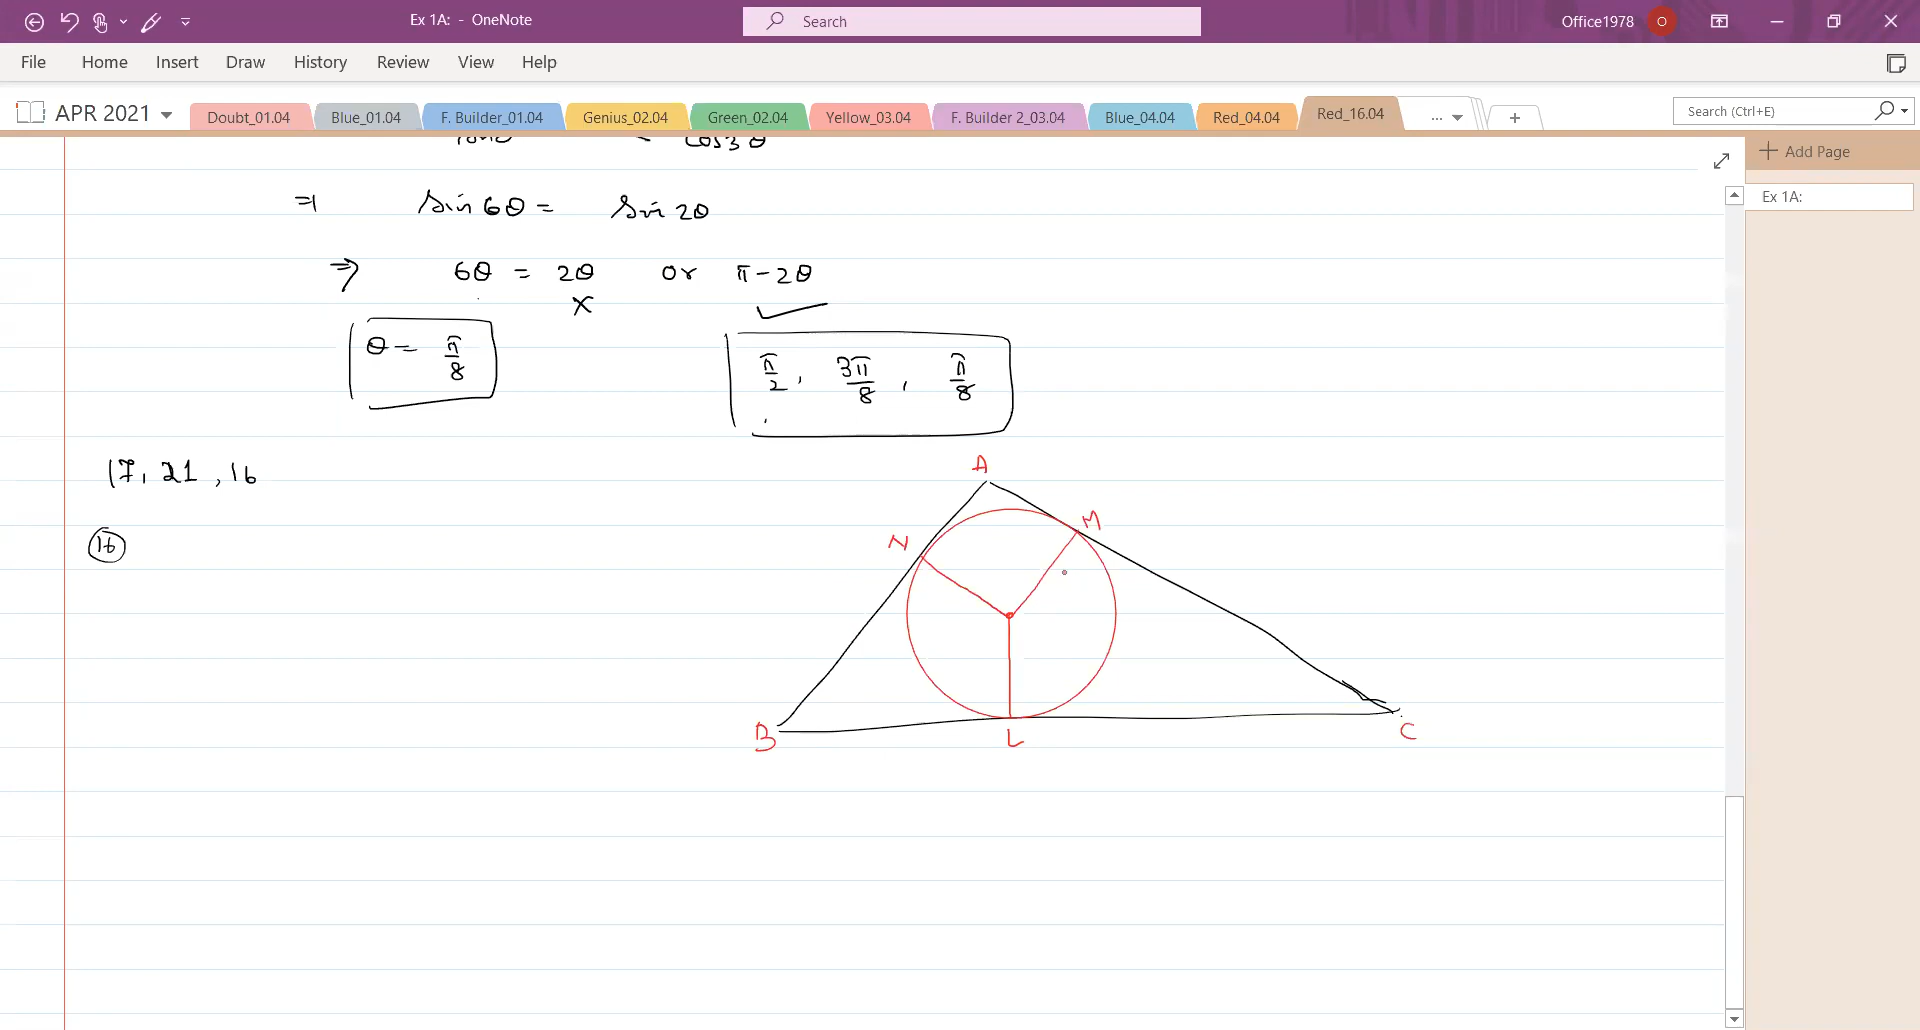 Ex 1A: - OneNote
Search
Office1978
O
File Home Insert Draw History Review View Help
APR 2021
Doubt_01.04 Blue_01.04 F. Builder_01.04 Genius_02.04 Green_02.04 Yellow_03.04 F. Builder 2_03.04 Blue_04.04 Red_04.04 Red_16.04 ... +
Search (Ctrl+E)
Add Page
Ex 1A:
cos3θ
⇒ sin 6θ = sin 2θ
⇒ 6θ = 2θ or π - 2θ
× ✓
θ = π/8
π/2, 3π/8, π/8
17, 21, 16
A
M
N
16
B
L
C